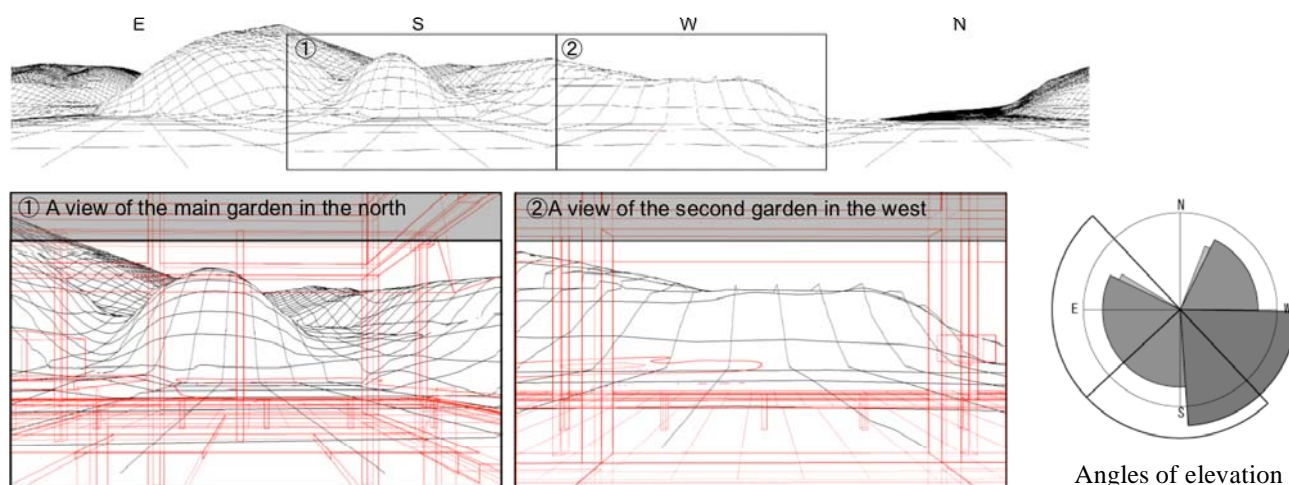 E S W N
① ②
① A view of the main garden in the north
②A view of the second garden in the west
N
E W
S
Angles of elevation